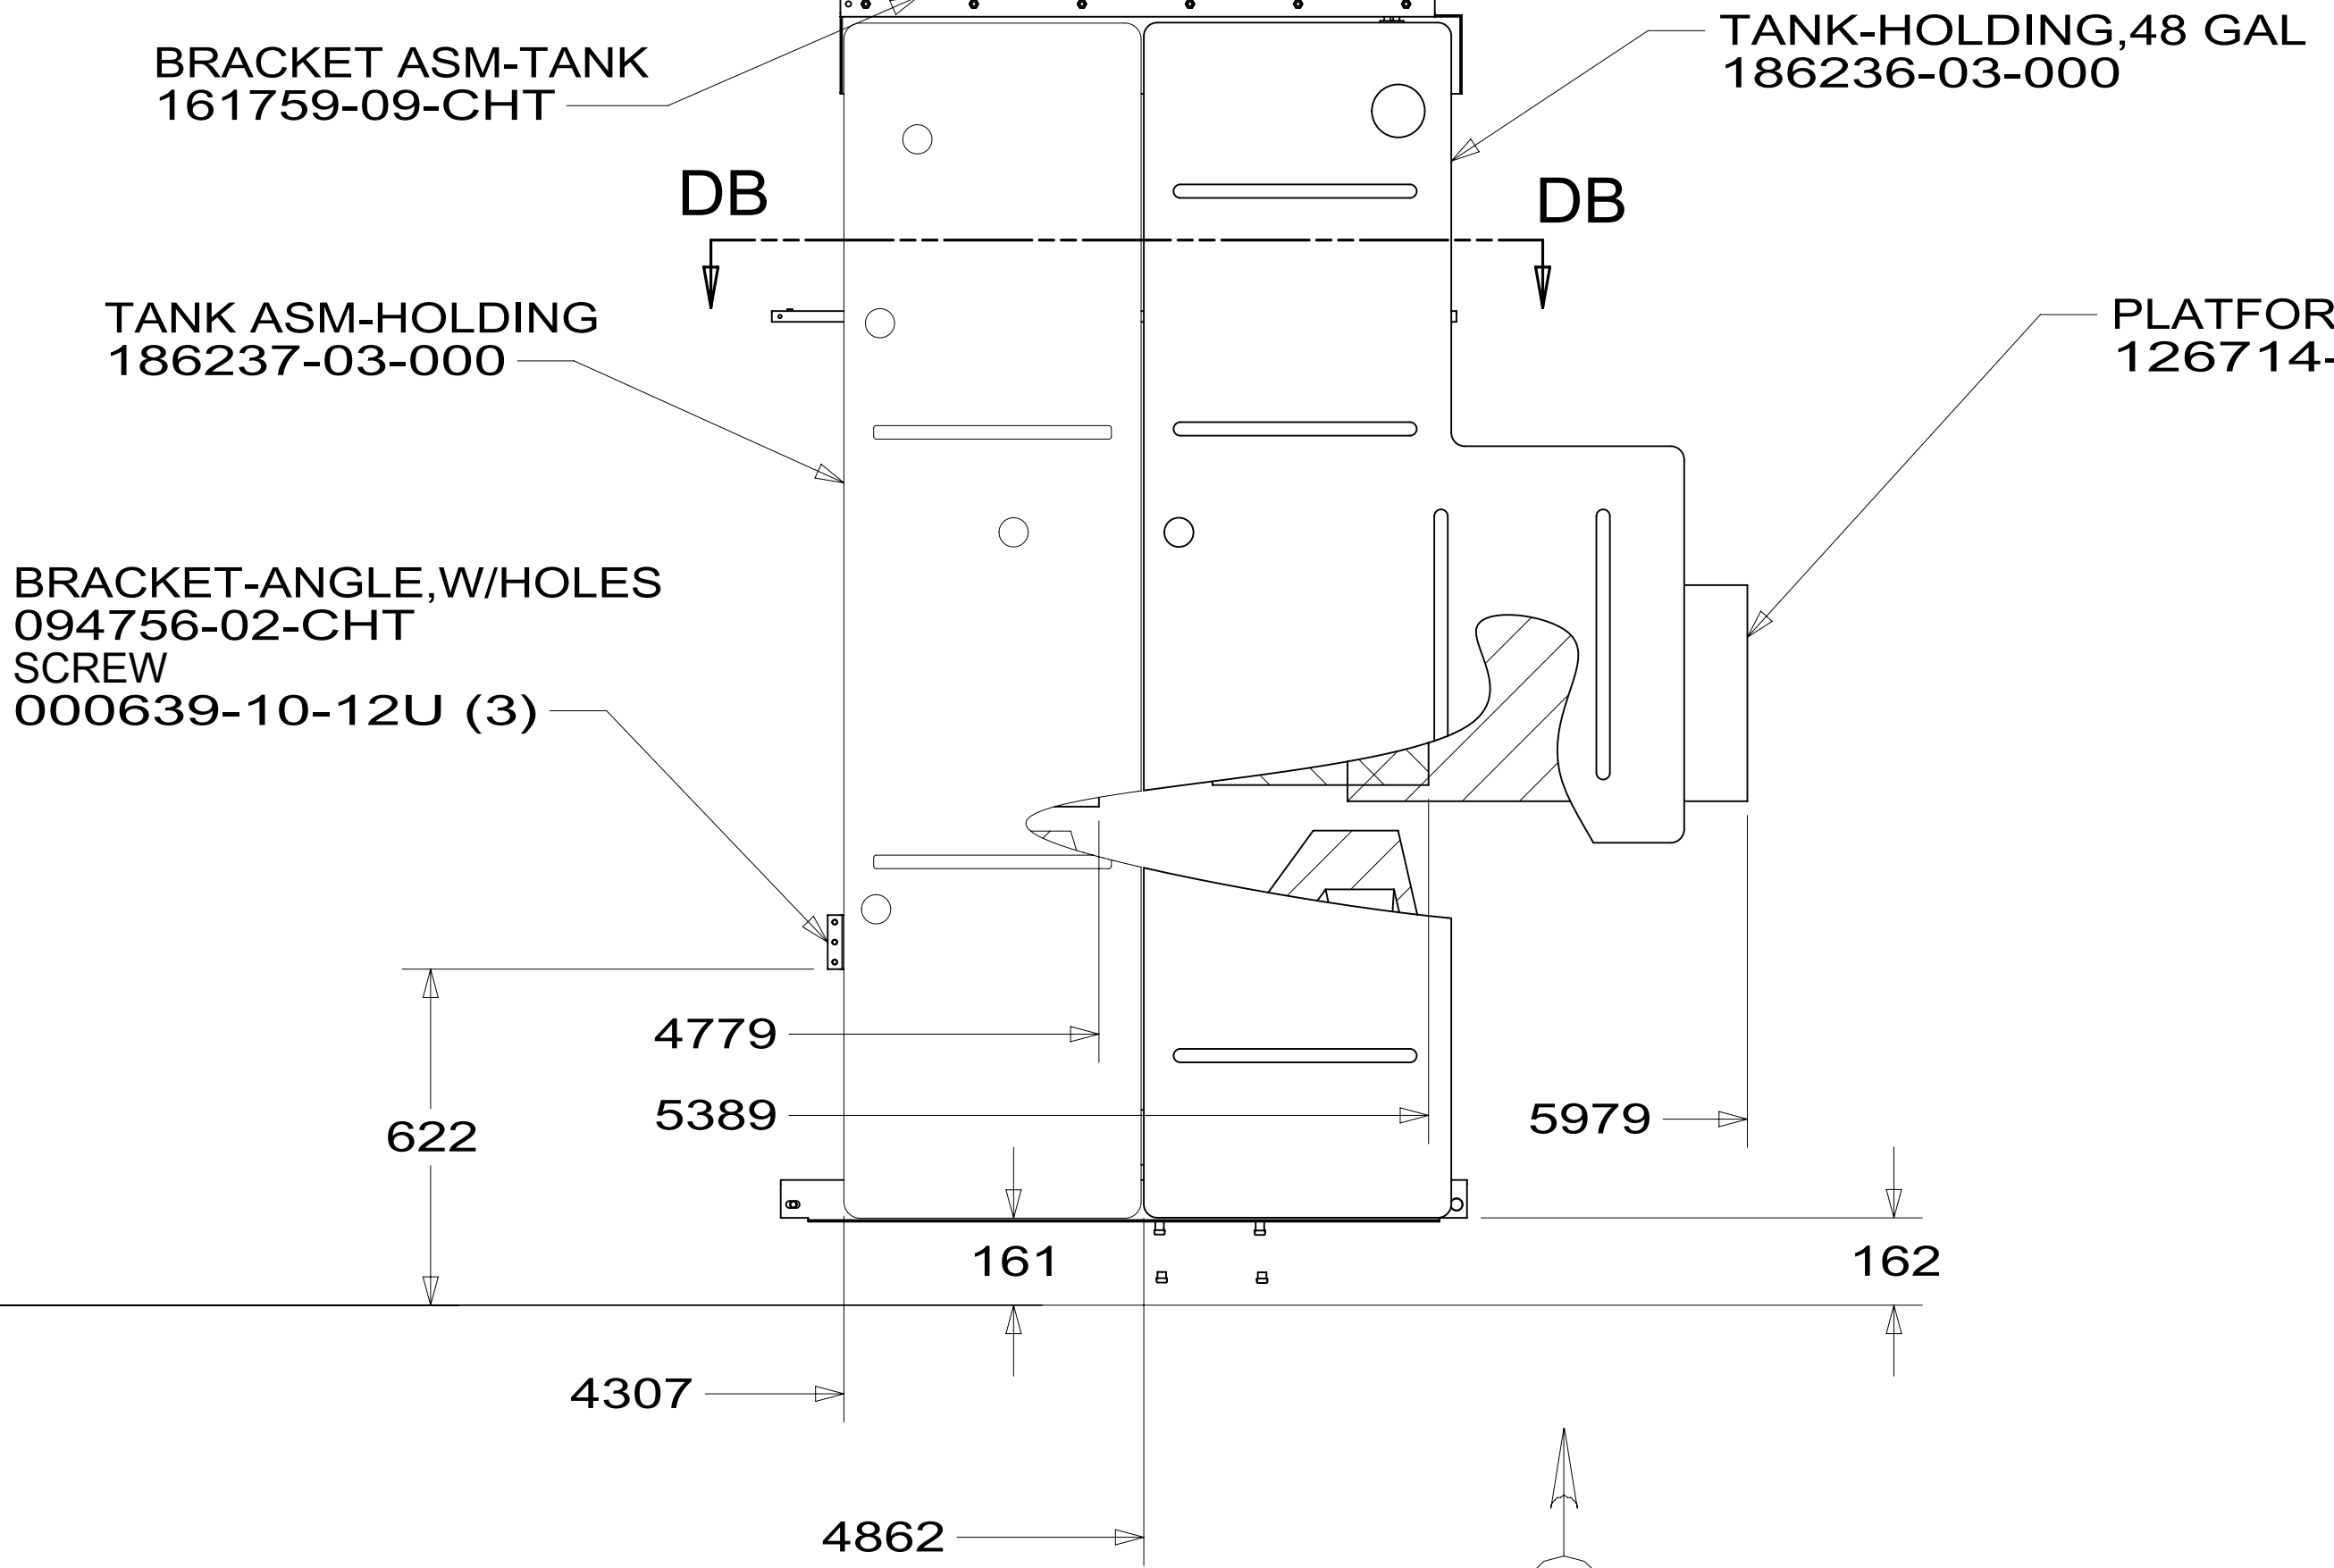 BRACKET ASM-TANK
161759-09-CHT
TANK-HOLDING,48 GAL
186236-03-000
DB
DB
TANK ASM-HOLDING
186237-03-000
PLATFOR
126714-
BRACKET-ANGLE,W/HOLES
094756-02-CHT
SCREW
000639-10-12U (3)
4779
5389
5979
622
161
162
4307
4862